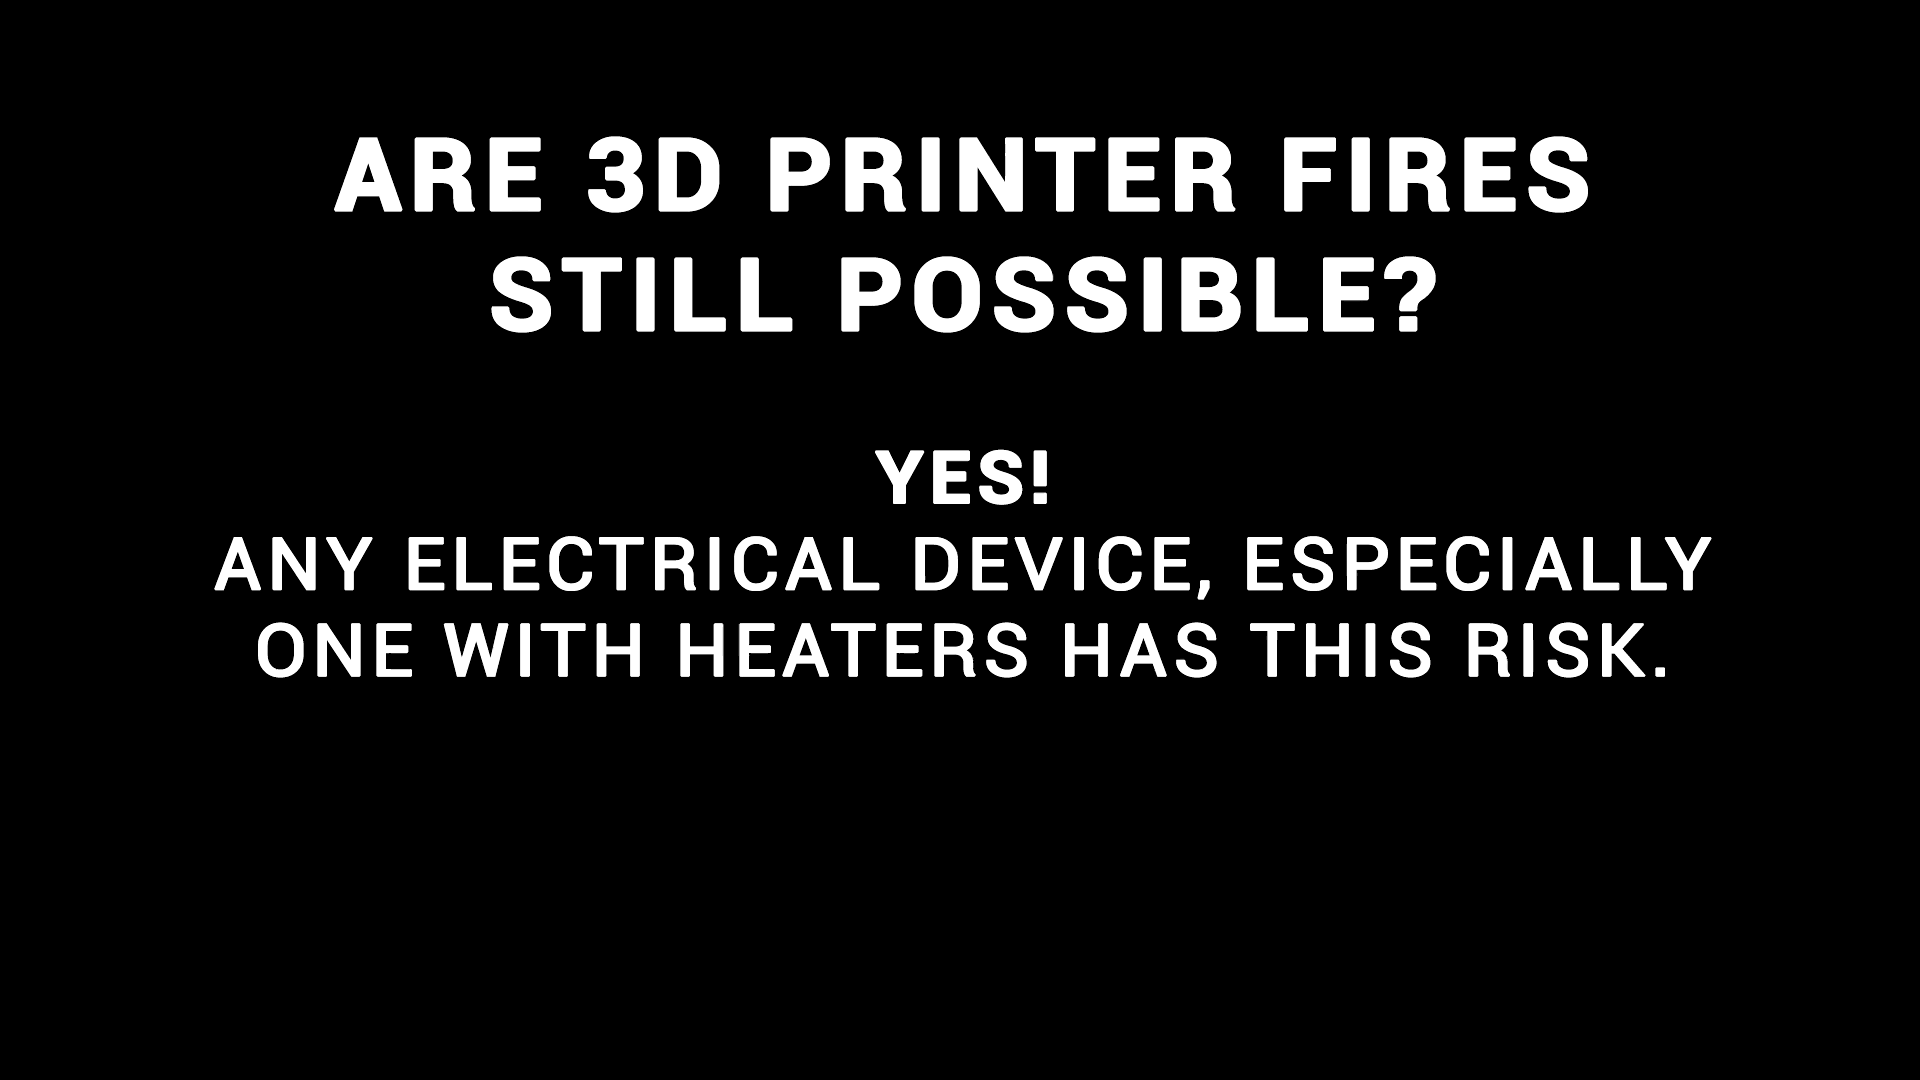 ARE 3D PRINTER FIRES
STILL POSSIBLE?
YES!
ANY ELECTRICAL DEVICE, ESPECIALLY
ONE WITH HEATERS HAS THIS RISK.